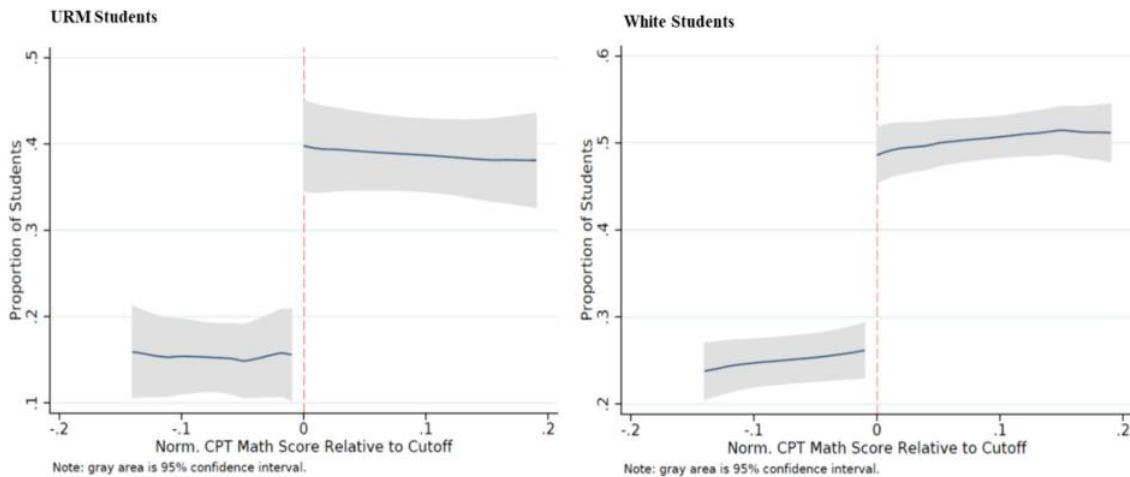 URM Students
.5
.4
.3
.2
.1
Proportion of Students
-.2 -.1 0 .1 .2
Norm. CPT Math Score Relative to Cutoff
Note: gray area is 95% confidence interval.
White Students
.6
.5
.4
.3
.2
Proportion of Students
-.2 -.1 0 .1 .2
Norm. CPT Math Score Relative to Cutoff
Note: gray area is 95% confidence interval.